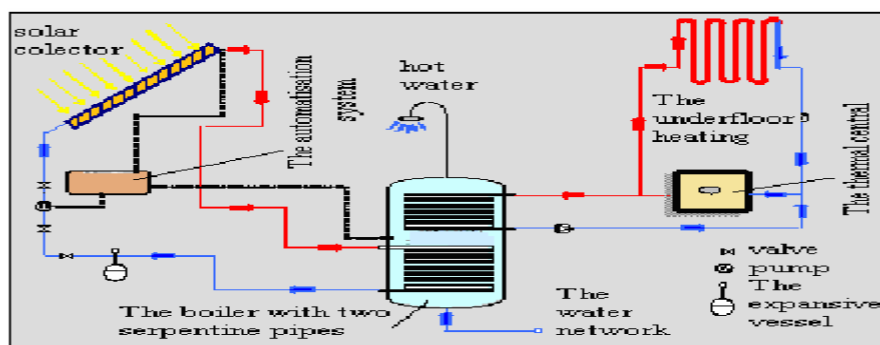 solar
colector
The automatisation
system
hot
water
The
underfloor
heating
The thermal central
The boiler with two
serpentine pipes
The
water
network
valve
pump
The
expansive
vessel